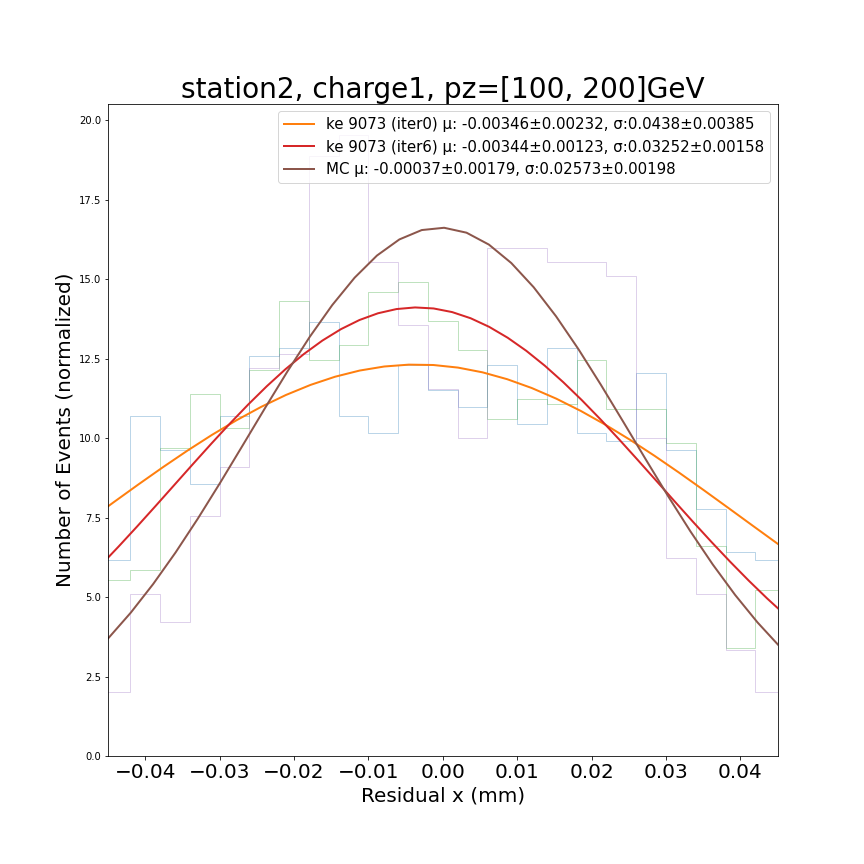 station2, charge1, pz=[100, 200]GeV
ke 9073 (iter0) μ: -0.00346±0.00232, σ:0.0438±0.00385
ke 9073 (iter6) μ: -0.00344±0.00123, σ:0.03252±0.00158
MC μ: -0.00037±0.00179, σ:0.02573±0.00198
Number of Events (normalized)
20.0
17.5
15.0
12.5
10.0
7.5
5.0
2.5
0.0
−0.04 −0.03 −0.02 −0.01 0.00 0.01 0.02 0.03 0.04
Residual x (mm)